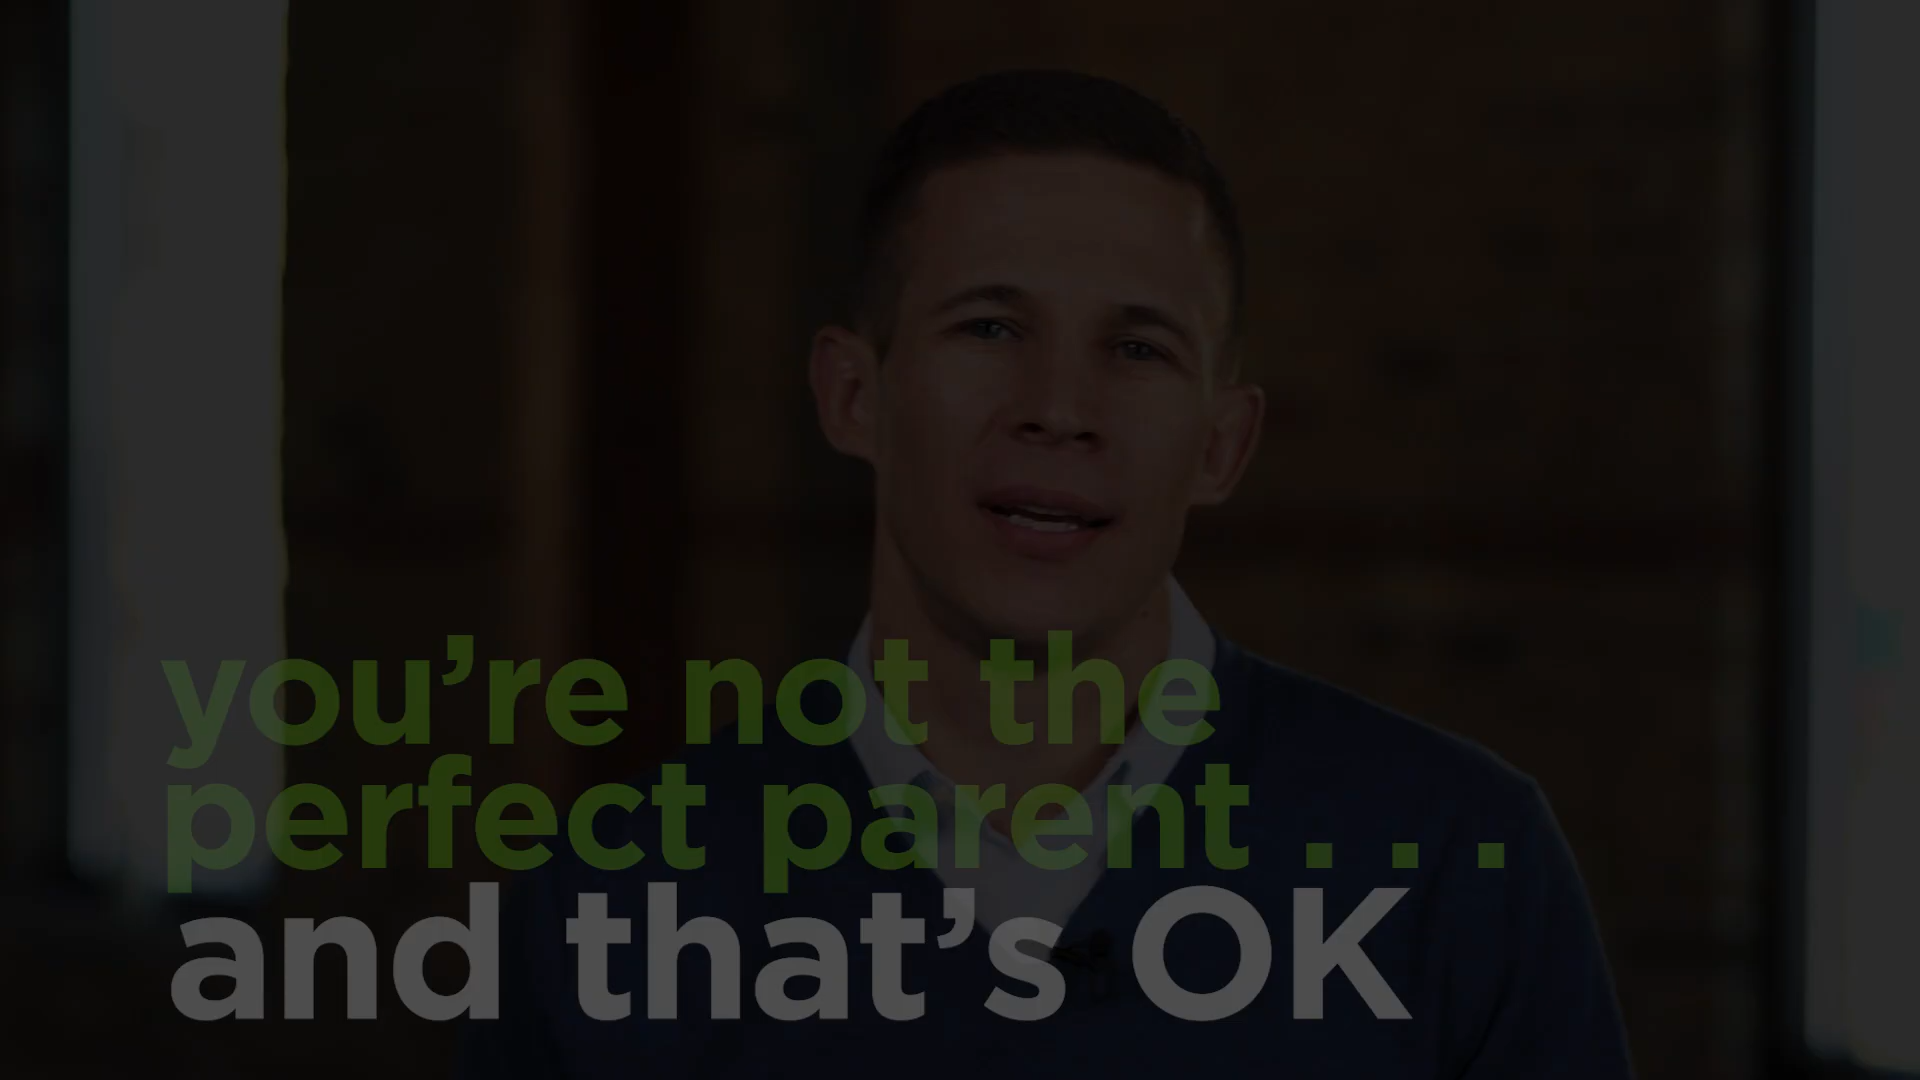 you’re not the
perfect parent . . .
and that’s OK